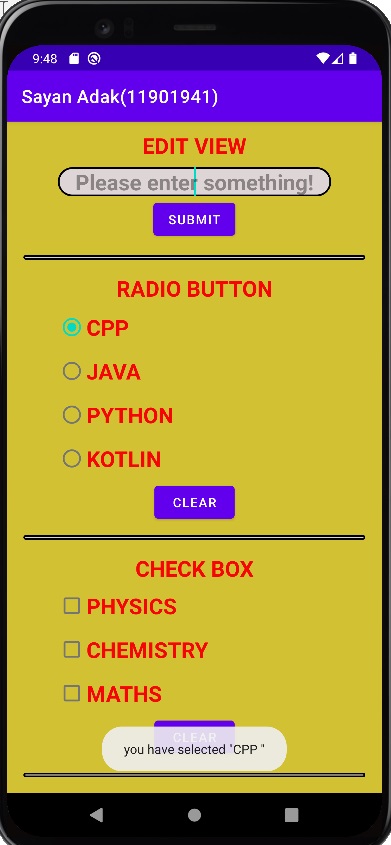 9:48
Sayan Adak(11901941)
EDIT VIEW
Please enter something!
SUBMIT
RADIO BUTTON
CPP
JAVA
PYTHON
KOTLIN
CLEAR
CHECK BOX
PHYSICS
CHEMISTRY
MATHS
CLEAR
you have selected "CPP "